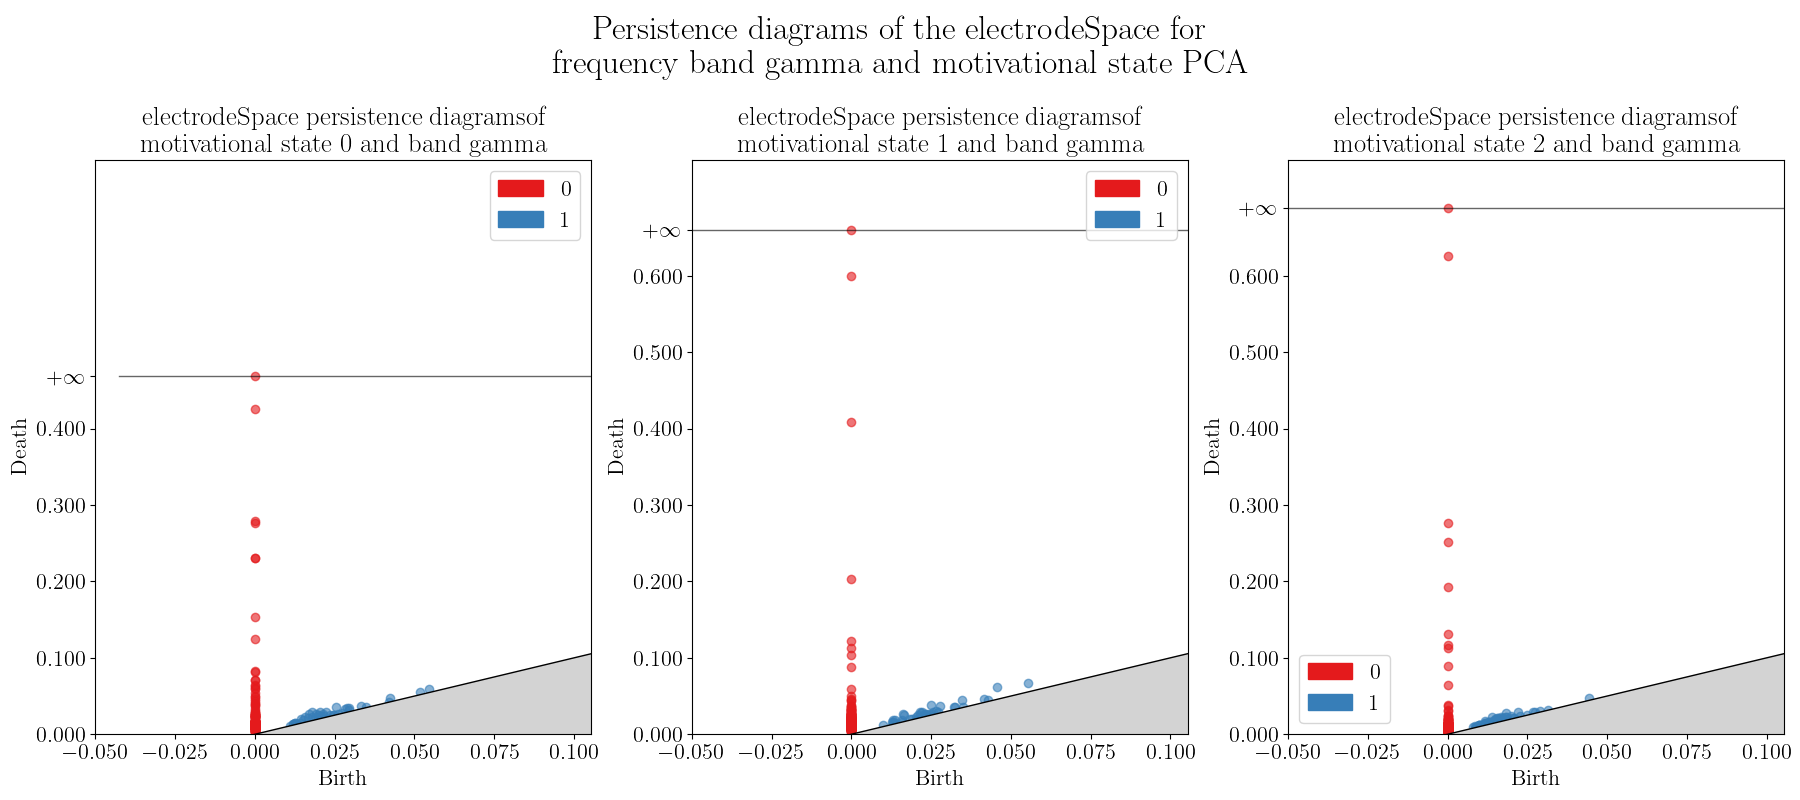 Persistence diagrams of the electrodeSpace for
frequency band gamma and motivational state PCA
electrodeSpace persistence diagramsof
motivational state 0 and band gamma
0
1
+∞
0.400
0.300
0.200
0.100
0.000
Death
−0.050 −0.025 0.000 0.025 0.050 0.075 0.100
Birth
electrodeSpace persistence diagramsof
motivational state 1 and band gamma
0
1
+∞
0.600
0.500
0.400
0.300
0.200
0.100
0.000
Death
−0.050 −0.025 0.000 0.025 0.050 0.075 0.100
Birth
electrodeSpace persistence diagramsof
motivational state 2 and band gamma
+∞
0.600
0.500
0.400
0.300
0.200
0.100
0.000
Death
0
1
−0.050 −0.025 0.000 0.025 0.050 0.075 0.100
Birth